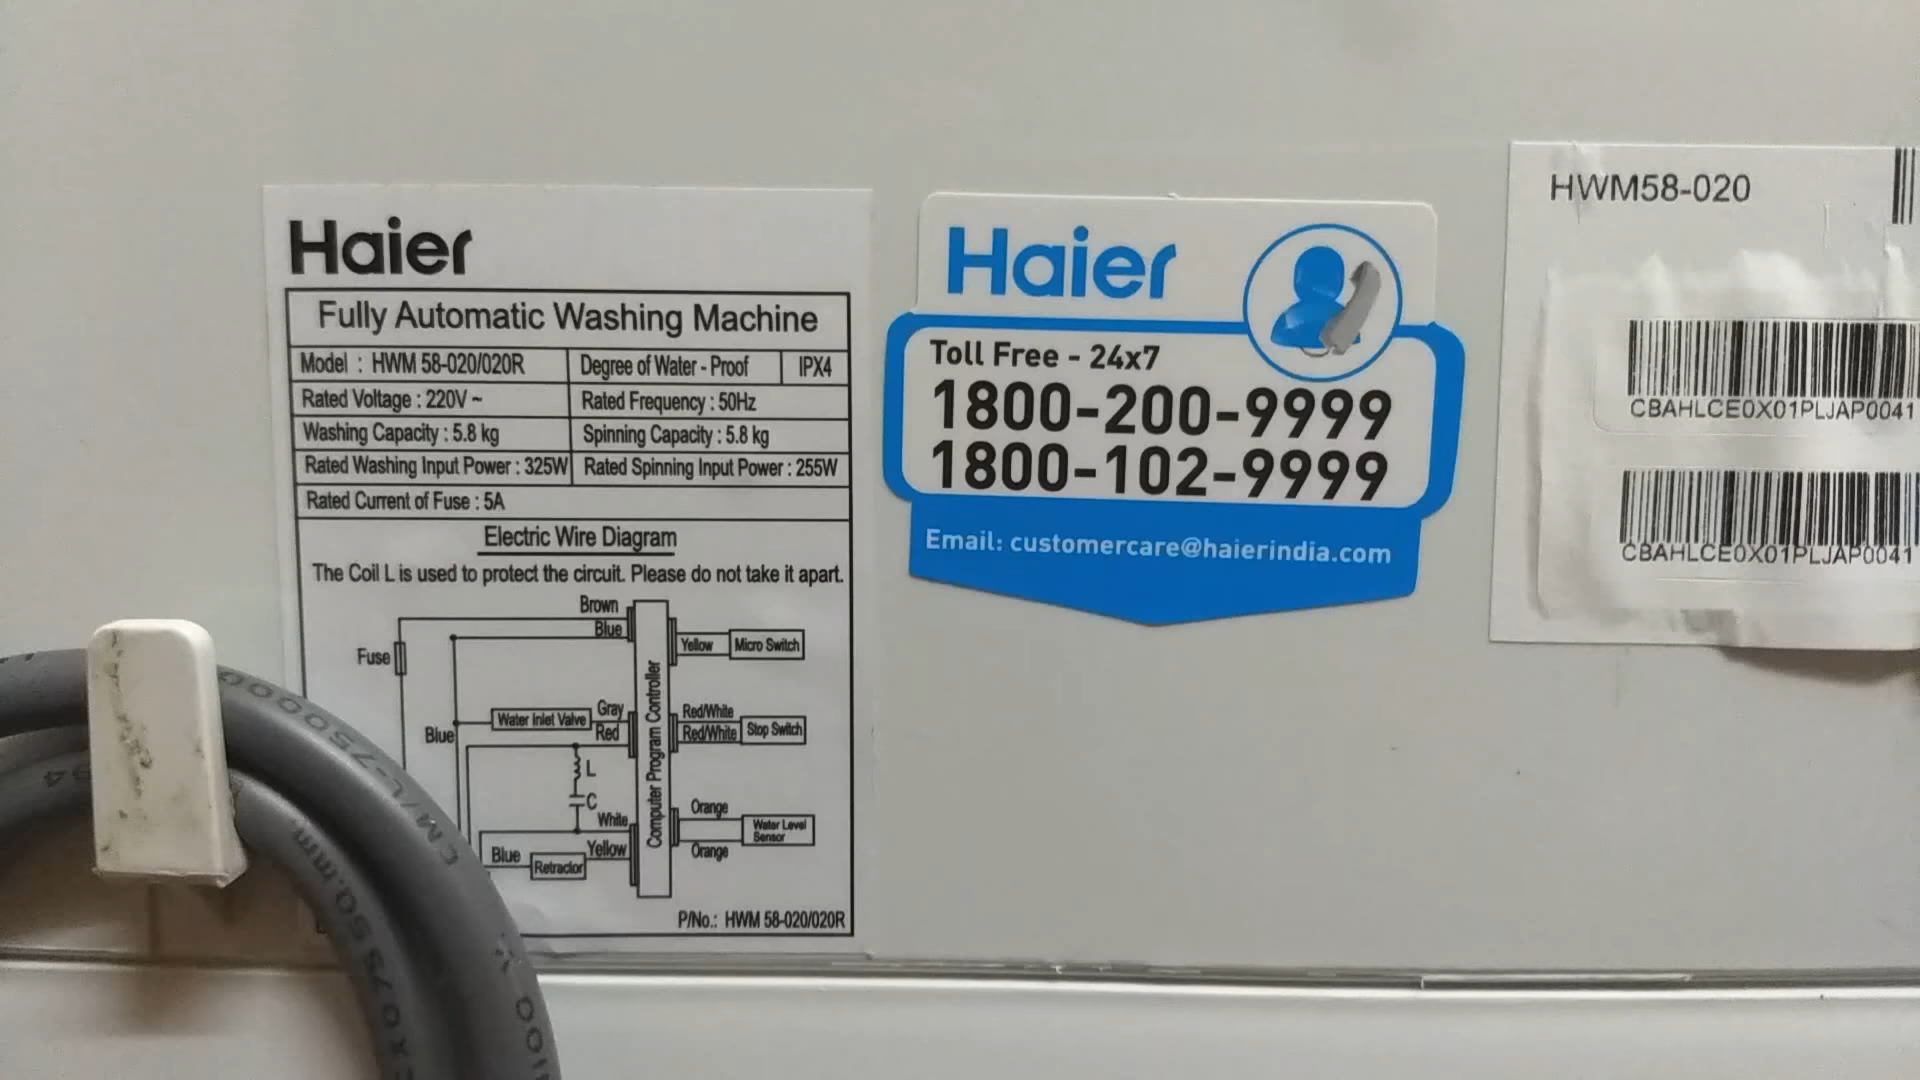 Haier
Fully Automatic Washing Machine
Model : HWM 58-020/020R
Degree of Water - Proof
IPX4
Rated Voltage : 220V ~
Rated Frequency : 50Hz
Washing Capacity : 5.8 kg
Spinning Capacity : 5.8 kg
Rated Washing Input Power : 325W
Rated Spinning Input Power : 255W
Rated Current of Fuse : 5A
Electric Wire Diagram
The Coil L is used to protect the circuit. Please do not take it apart.
Brown
Blue
Fuse
Yellow
Micro Switch
Water Inlet Valve
Gray
Red
Blue
Red/White
Red/White
Stop Switch
L
C
White
Computer Program Controller
Orange
Orange
Water Level
Sensor
Blue
Retractor
Yellow
P/No.: HWM 58-020/020R
Haier
Toll Free - 24x7
1800-200-9999
1800-102-9999
Email: customercare@haierindia.com
HWM58-020
CBAHLCE0X01PLJAP0041
CBAHLCE0X01PLJAP0041